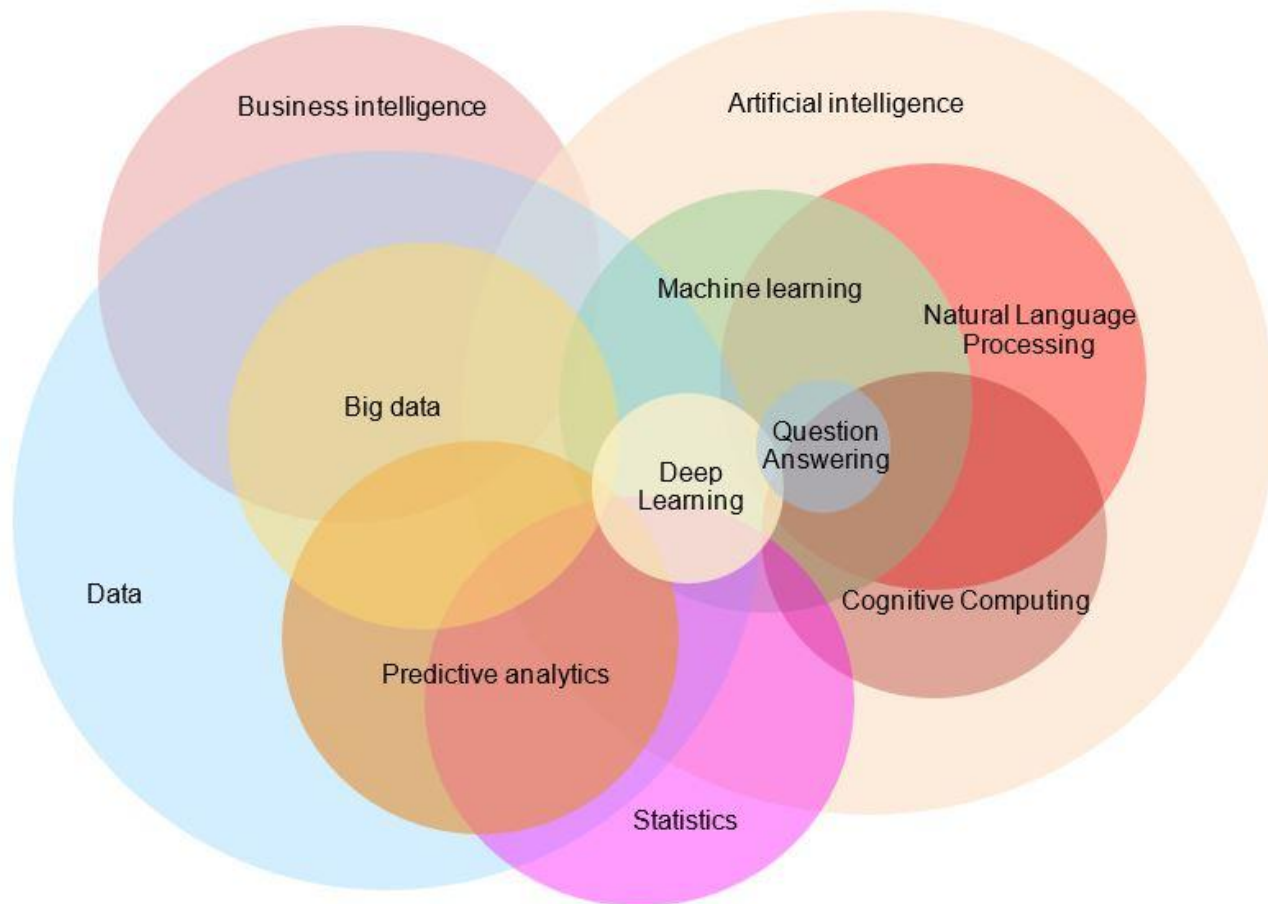 Business intelligence
Artificial intelligence
Machine learning
Natural Language
Processing
Big data
Question
Answering
Deep
Learning
Data
Cognitive Computing
Predictive analytics
Statistics